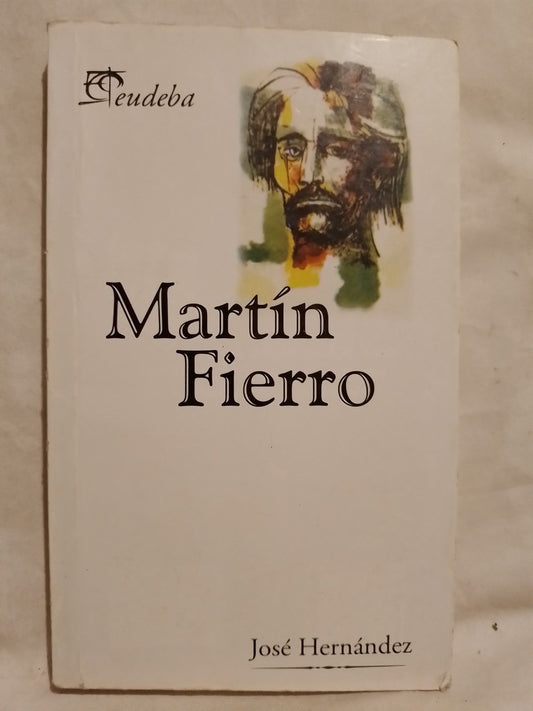 eudeba
Martín
Fierro
José Hernández